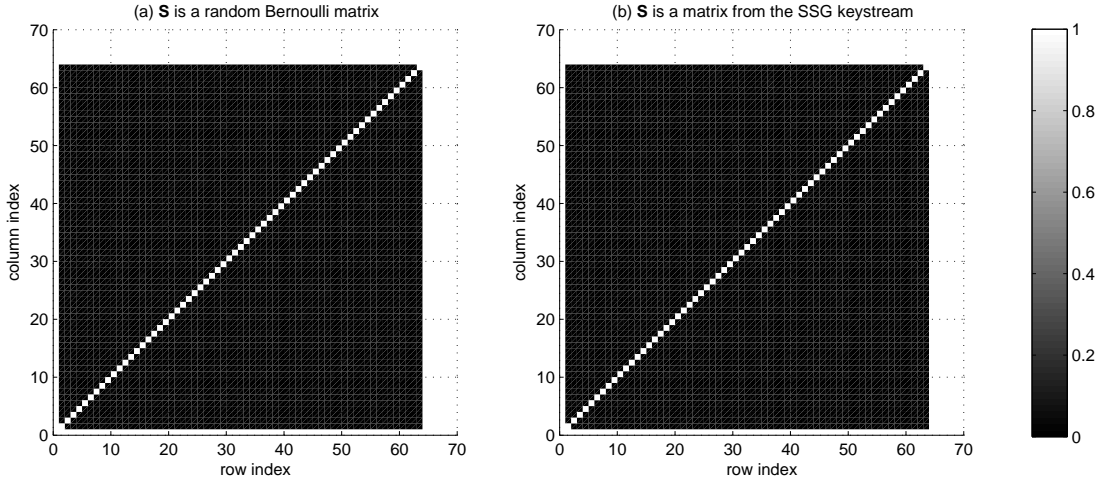 (a) S is a random Bernoulli matrix
70
60
50
40
30
20
10
0
column index
0 10 20 30 40 50 60 70
row index
(b) S is a matrix from the SSG keystream
70
60
50
40
30
20
10
0
column index
0 10 20 30 40 50 60 70
row index
1
0.8
0.6
0.4
0.2
0